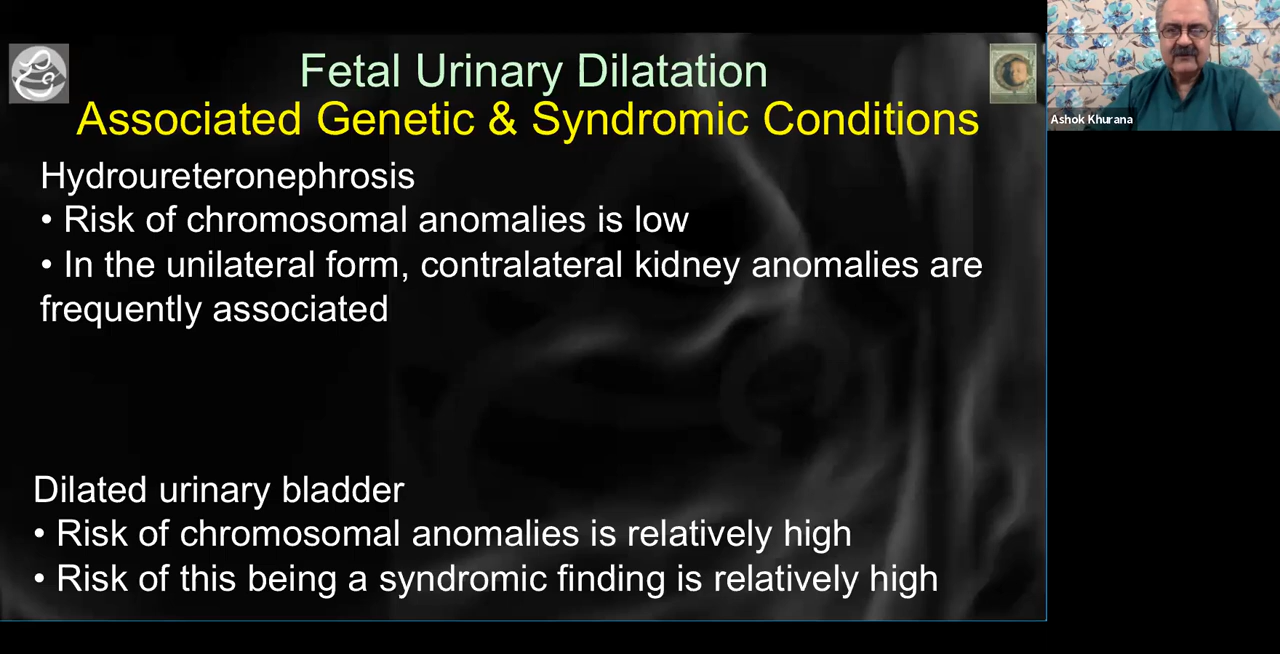 Fetal Urinary Dilatation
Associated Genetic & Syndromic Conditions
Hydroureteronephrosis
• Risk of chromosomal anomalies is low
• In the unilateral form, contralateral kidney anomalies are
frequently associated
Dilated urinary bladder
• Risk of chromosomal anomalies is relatively high
• Risk of this being a syndromic finding is relatively high
Ashok Khurana